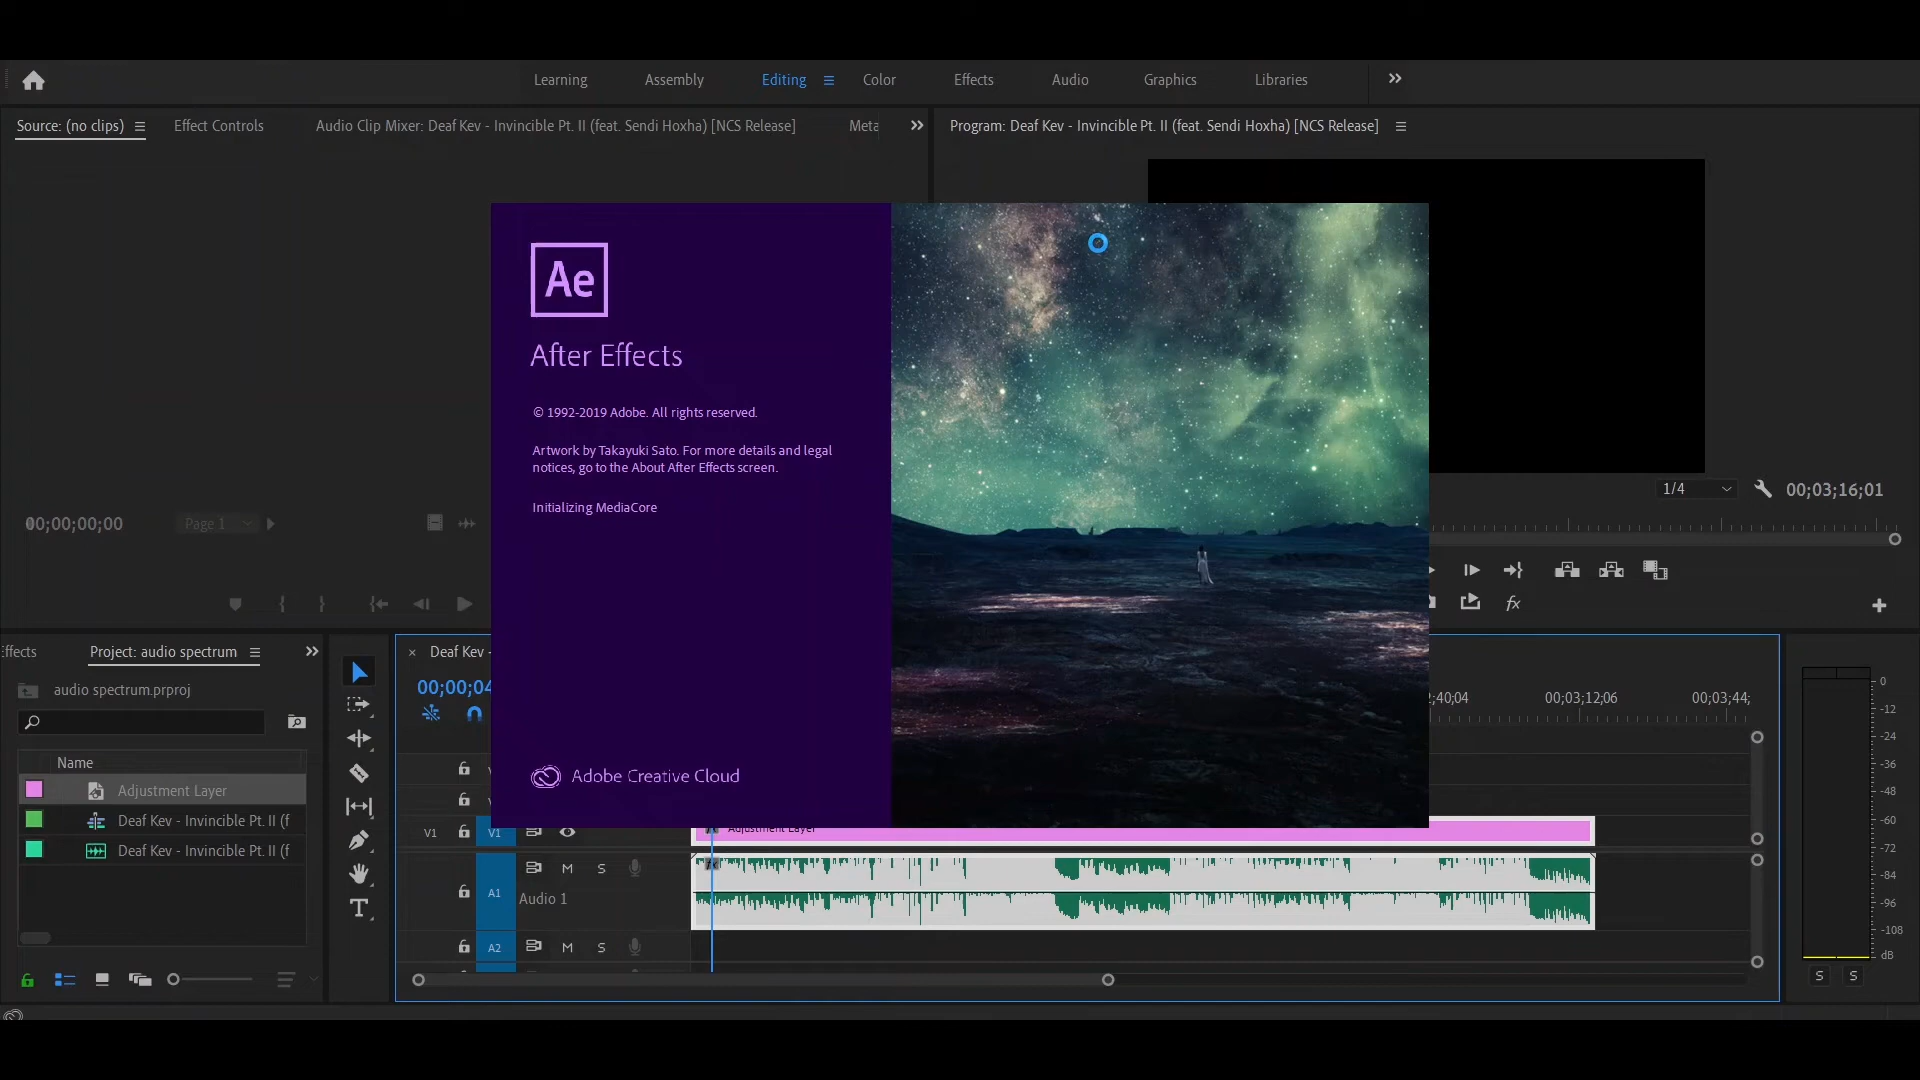 Learning
Assembly
Editing
Color
Effects
Audio
Graphics
Libraries
Source: (no clips)
Effect Controls
Audio Clip Mixer: Deaf Kev - Invincible Pt. II (feat. Sendi Hoxha) [NCS Release]
Meta
Program: Deaf Kev - Invincible Pt. II (feat. Sendi Hoxha) [NCS Release]
Ae
After Effects
© 1992-2019 Adobe. All rights reserved.
Artwork by Takayuki Sato. For more details and legal
notices, go to the About After Effects screen.
Initializing MediaCore
Adobe Creative Cloud
00;00;00;00
Page 1
1/4
00;03;16;01
fx
ffects
Project: audio spectrum
audio spectrum.prproj
Name
Adjustment Layer
Deaf Kev - Invincible Pt. II (f
Deaf Kev - Invincible Pt. II (f
T
Deaf Kev -
00;00;04
:40;04
00;03;12;06
00;03;44;
V1
V1
Adjustment Layer
A1
M
S
Audio 1
A2
M
S
0
-12
-24
-36
-48
-60
-72
-84
-96
-108
dB
S
S